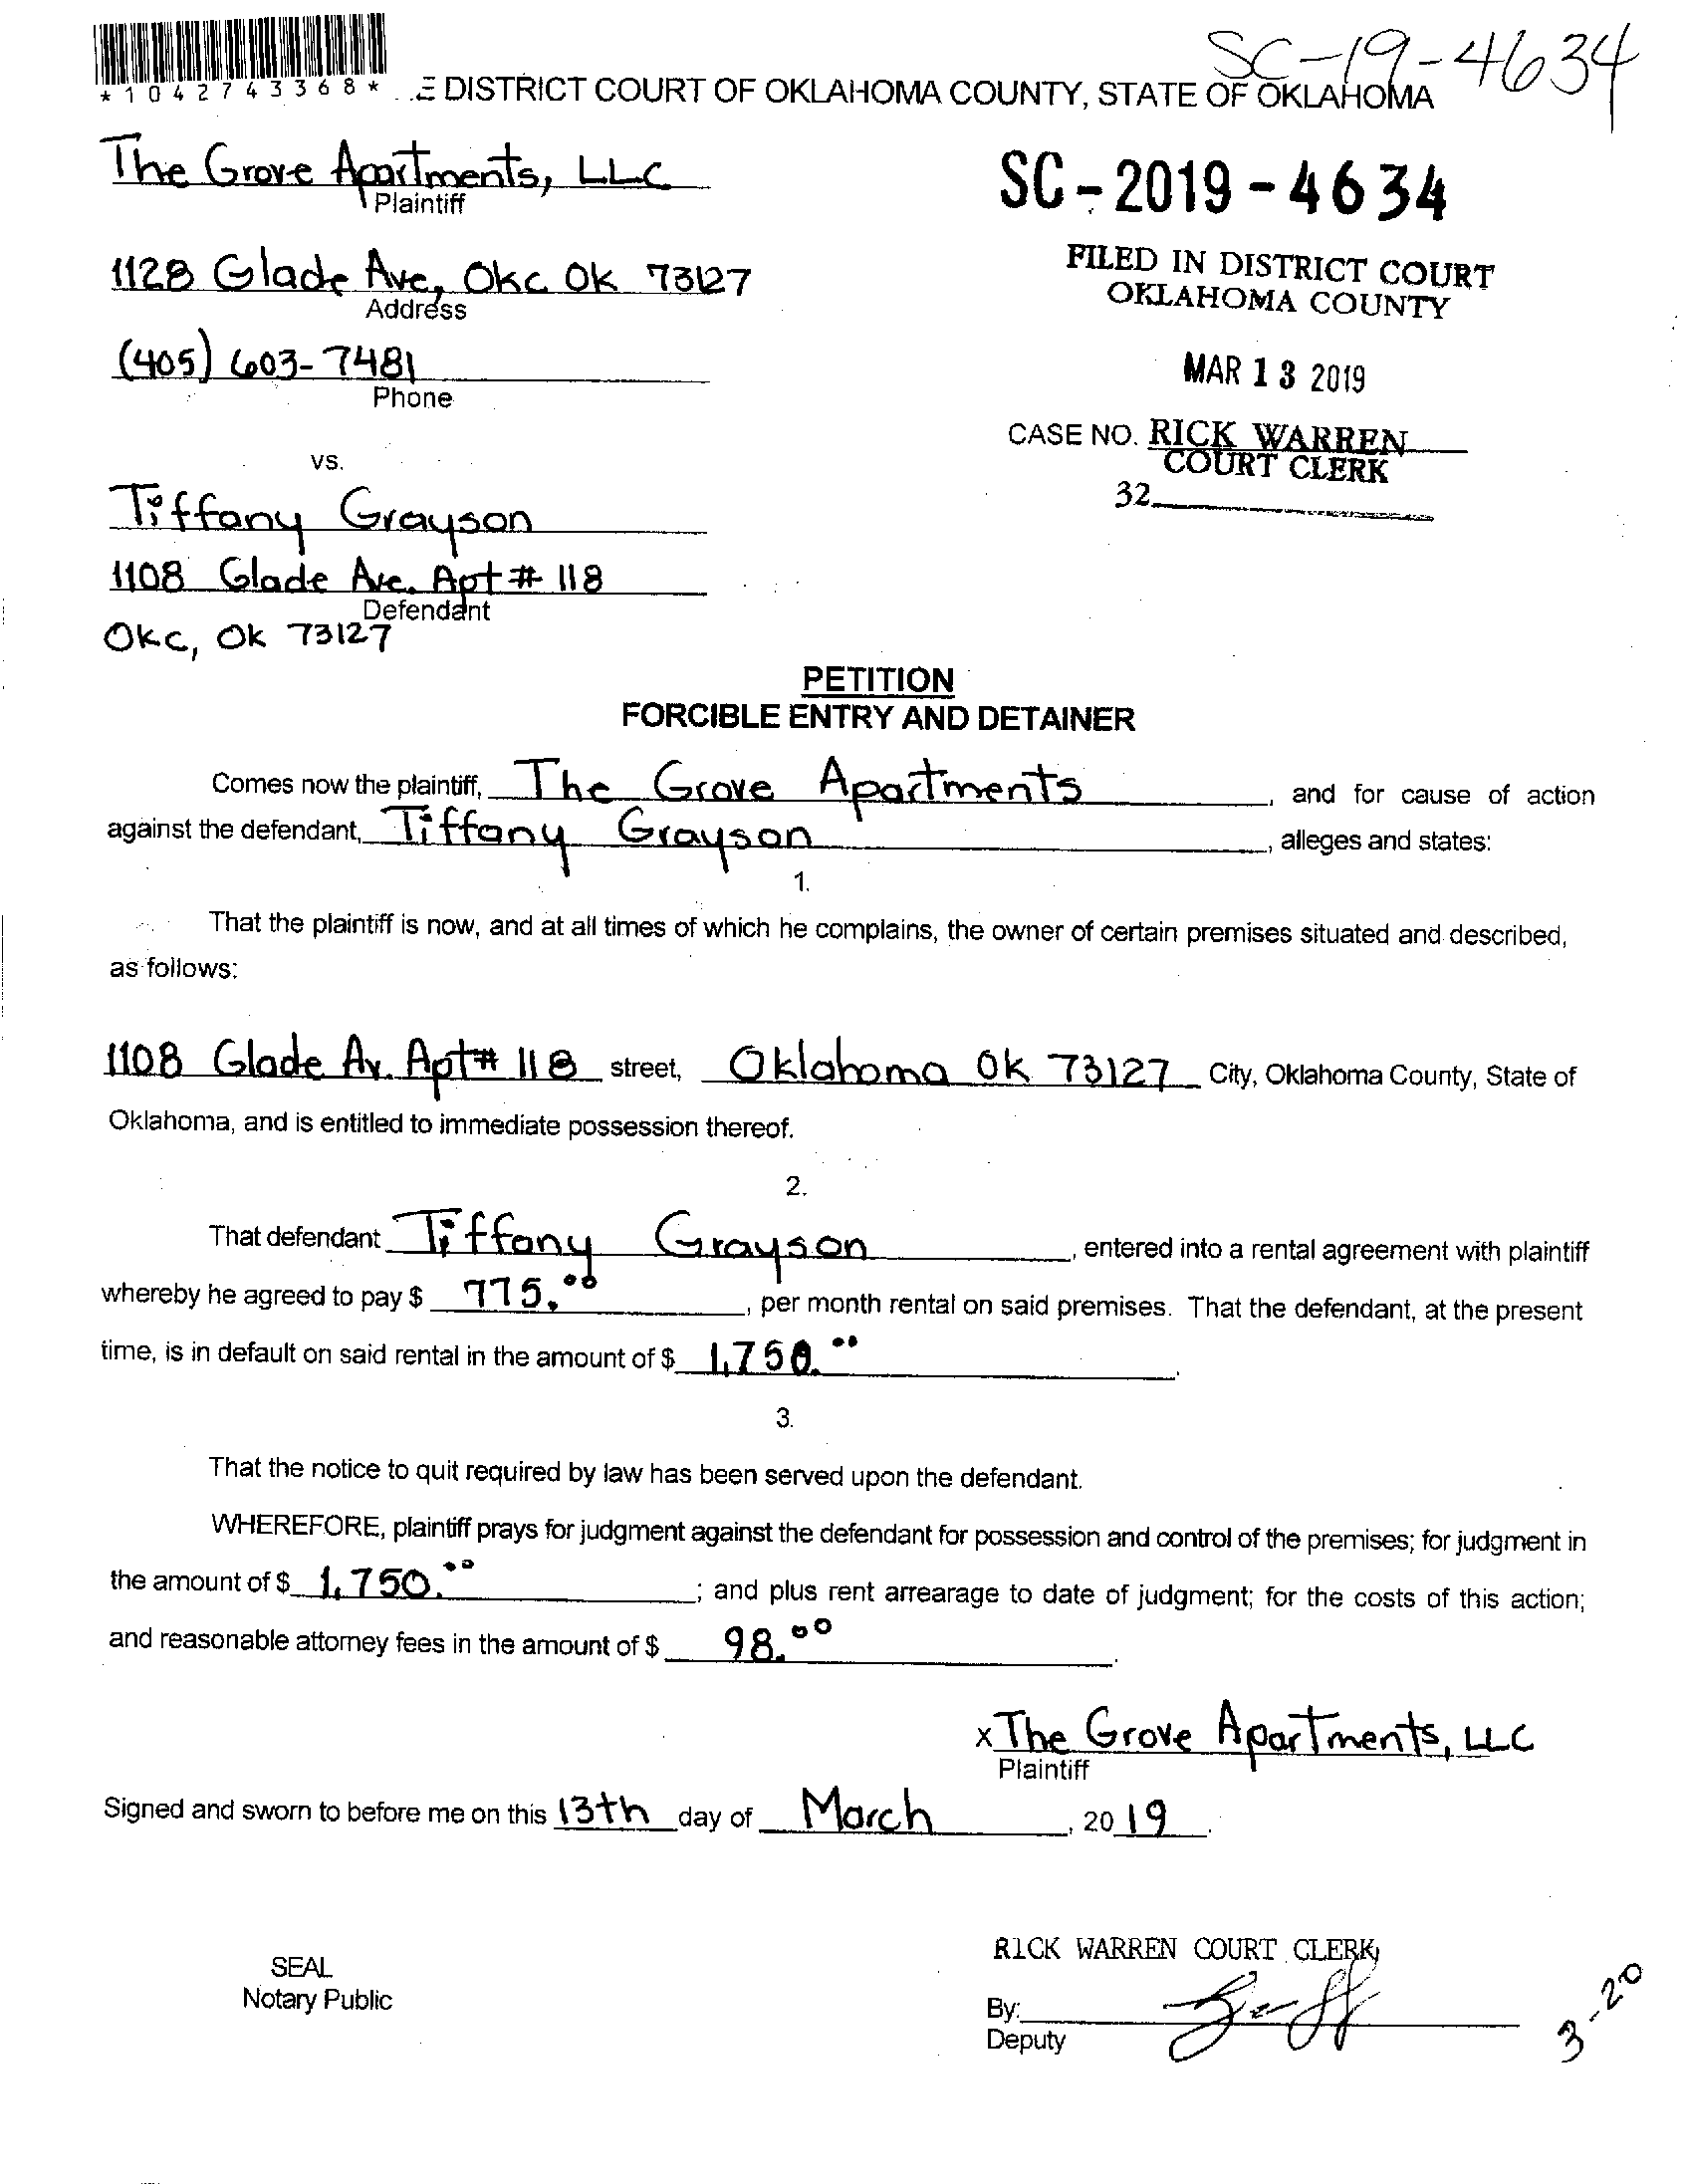 SC-19-4634
*1042743368*
E DISTRICT COURT OF OKLAHOMA COUNTY, STATE OF OKLAHOMA
The Grove Apartments, LLC
Plaintiff
SC-2019-4634
1128 Glade Ave, Okc Ok 73127
Address
FILED IN DISTRICT COURT
OKLAHOMA COUNTY
(405) 603-7481
Phone
MAR 13 2019
CASE NO. RICK WARREN
COURT CLERK
32
vs.
Tiffany Grayson
1108 Glade Ave. Apt # 118
Defendant
Okc, Ok 73127
PETITION
FORCIBLE ENTRY AND DETAINER
Comes now the plaintiff, The Grove Apartments, and for cause of action
against the defendant, Tiffany Grayson, alleges and states:
1.
That the plaintiff is now, and at all times of which he complains, the owner of certain premises situated and described,
as follows:
1108 Glade Av. Apt# 118 street, Oklahoma Ok 73127 City, Oklahoma County, State of
Oklahoma, and is entitled to immediate possession thereof.
2.
That defendant Tiffany Grayson, entered into a rental agreement with plaintiff
whereby he agreed to pay $ 775.00, per month rental on said premises. That the defendant, at the present
time, is in default on said rental in the amount of $ 1,750.00.
3.
That the notice to quit required by law has been served upon the defendant.
WHEREFORE, plaintiff prays for judgment against the defendant for possession and control of the premises; for judgment in
the amount of $ 1,750.00; and plus rent arrearage to date of judgment; for the costs of this action;
and reasonable attorney fees in the amount of $ 98.00.
x The Grove Apartments, LLC
Plaintiff
Signed and sworn to before me on this 13th day of March, 2019.
RICK WARREN COURT CLERK
SEAL
Notary Public
By:
Deputy
3-20